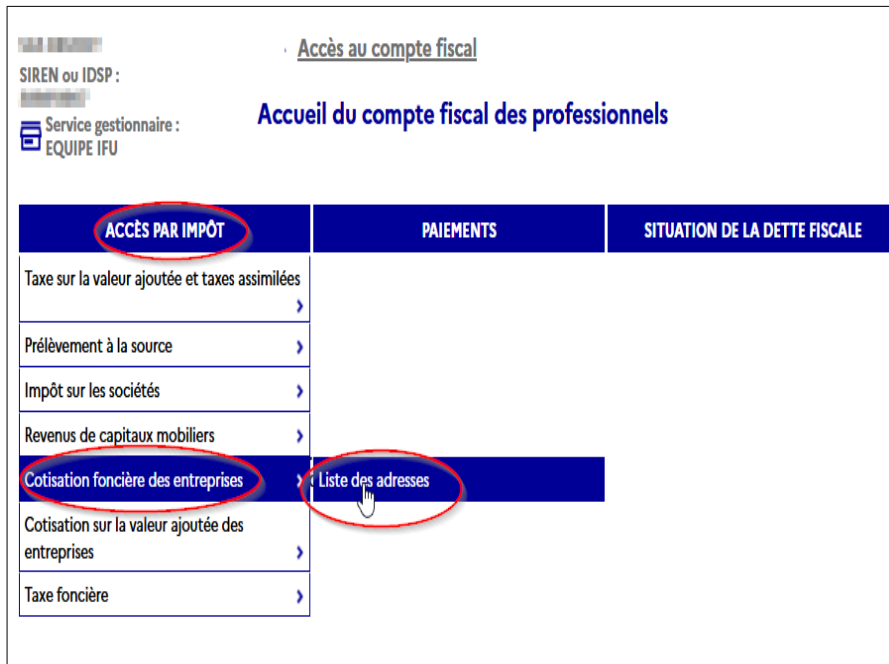 Accès au compte fiscal
SIREN ou IDSP :
Service gestionnaire :
EQUIPE IFU
Accueil du compte fiscal des professionnels
ACCÈS PAR IMPÔT
PAIEMENTS
SITUATION DE LA DETTE FISCALE
Taxe sur la valeur ajoutée et taxes assimilées
Prélèvement à la source
Impôt sur les sociétés
Revenus de capitaux mobiliers
Cotisation foncière des entreprises
Liste des adresses
Cotisation sur la valeur ajoutée des
entreprises
Taxe foncière